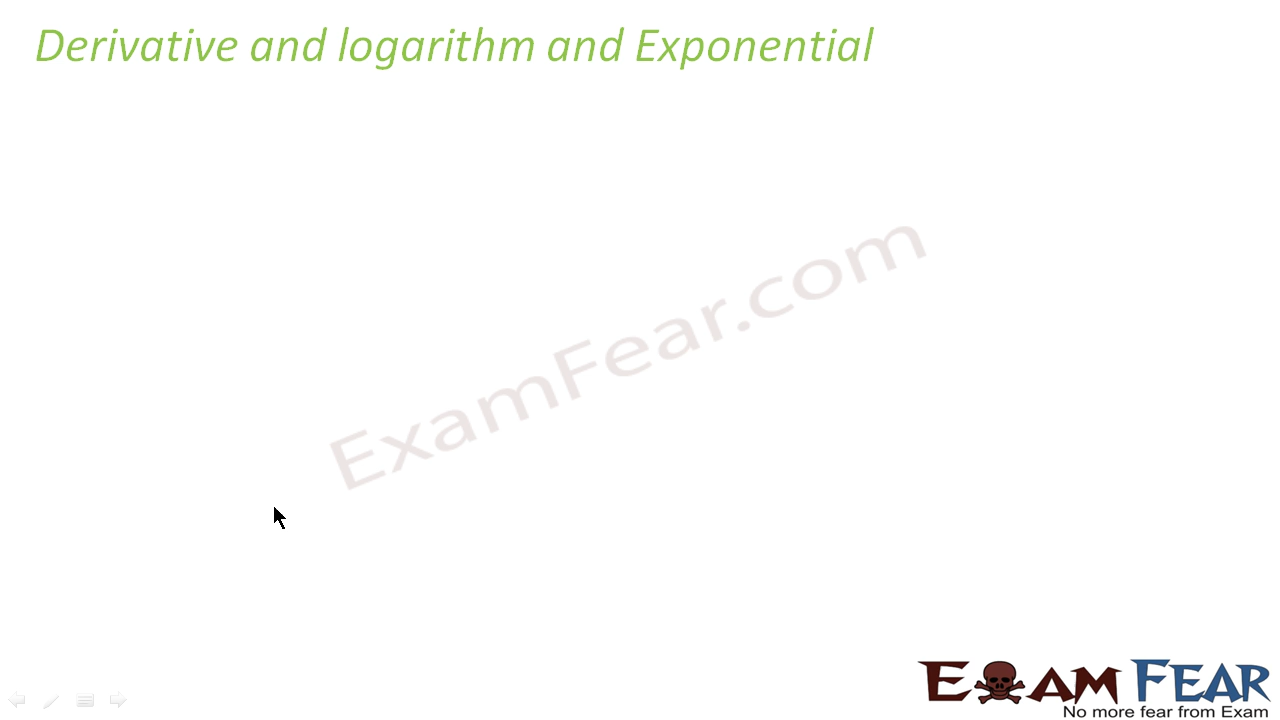 Derivative and logarithm and Exponential
ExamFear.com
EXAM FEAR
No more fear from Exam